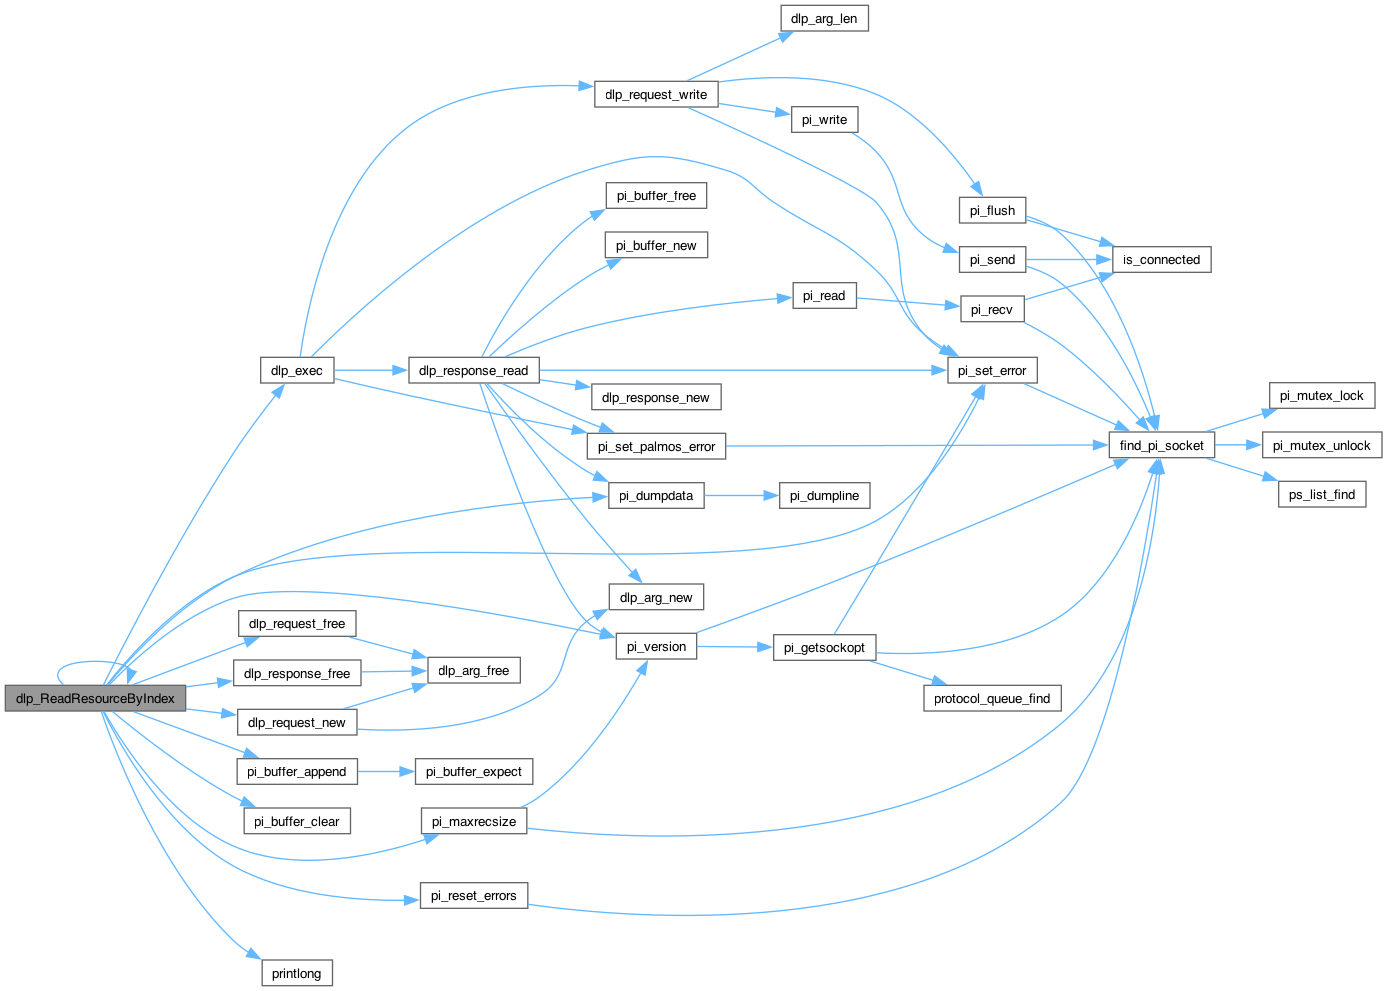 dlp_arg_len
dlp_request_write
pi_write
pi_buffer_free
pi_flush
pi_buffer_new
pi_send
is_connected
pi_read
pi_recv
dlp_exec
dlp_response_read
pi_set_error
dlp_response_new
pi_mutex_lock
pi_set_palmos_error
find_pi_socket
pi_mutex_unlock
pi_dumpdata
pi_dumpline
ps_list_find
dlp_arg_new
dlp_request_free
pi_version
pi_getsockopt
dlp_response_free
dlp_arg_free
dlp_ReadResourceByIndex
protocol_queue_find
dlp_request_new
pi_buffer_append
pi_buffer_expect
pi_buffer_clear
pi_maxrecsize
pi_reset_errors
printlong